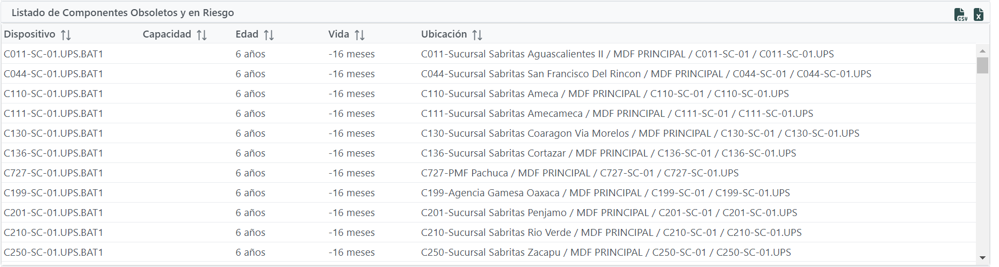 Listado de Componentes Obsoletos y en Riesgo
CSV X
Dispositivo Capacidad Edad Vida Ubicación
C011-SC-01.UPS.BAT1 6 años -16 meses C011-Sucursal Sabritas Aguascalientes II / MDF PRINCIPAL / C011-SC-01 / C011-SC-01.UPS
C044-SC-01.UPS.BAT1 6 años -16 meses C044-Sucursal Sabritas San Francisco Del Rincon / MDF PRINCIPAL / C044-SC-01 / C044-SC-01.UPS
C110-SC-01.UPS.BAT1 6 años -16 meses C110-Sucursal Sabritas Ameca / MDF PRINCIPAL / C110-SC-01 / C110-SC-01.UPS
C111-SC-01.UPS.BAT1 6 años -16 meses C111-Sucursal Sabritas Amecameca / MDF PRINCIPAL / C111-SC-01 / C111-SC-01.UPS
C130-SC-01.UPS.BAT1 6 años -16 meses C130-Sucursal Sabritas Coaragon Via Morelos / MDF PRINCIPAL / C130-SC-01 / C130-SC-01.UPS
C136-SC-01.UPS.BAT1 6 años -16 meses C136-Sucursal Sabritas Cortazar / MDF PRINCIPAL / C136-SC-01 / C136-SC-01.UPS
C727-SC-01.UPS.BAT1 6 años -16 meses C727-PMF Pachuca / MDF PRINCIPAL / C727-SC-01 / C727-SC-01.UPS
C199-SC-01.UPS.BAT1 6 años -16 meses C199-Agencia Gamesa Oaxaca / MDF PRINCIPAL / C199-SC-01 / C199-SC-01.UPS
C201-SC-01.UPS.BAT1 6 años -16 meses C201-Sucursal Sabritas Penjamo / MDF PRINCIPAL / C201-SC-01 / C201-SC-01.UPS
C210-SC-01.UPS.BAT1 6 años -16 meses C210-Sucursal Sabritas Rio Verde / MDF PRINCIPAL / C210-SC-01 / C210-SC-01.UPS
C250-SC-01.UPS.BAT1 6 años -16 meses C250-Sucursal Sabritas Zacapu / MDF PRINCIPAL / C250-SC-01 / C250-SC-01.UPS